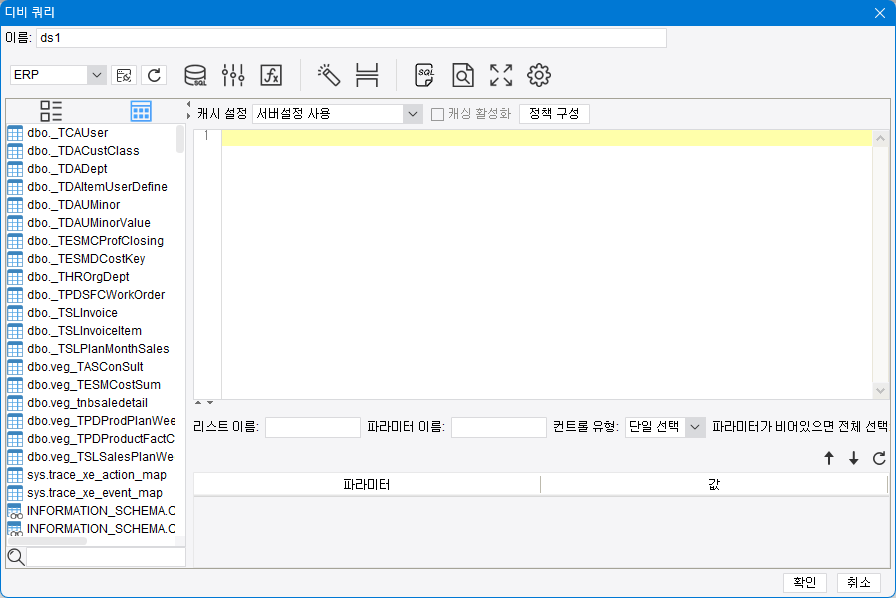 디비 쿼리
이름: ds1
ERP
SQL
fx
SQL
캐시 설정 서버설정 사용 캐싱 활성화 정책 구성
1
dbo._TCAUser
dbo._TDACustClass
dbo._TDADept
dbo._TDAItemUserDefine
dbo._TDAUMinor
dbo._TDAUMinorValue
dbo._TESMCProfClosing
dbo._TESMDCostKey
dbo._THROrgDept
dbo._TPDSFCWorkOrder
dbo._TSLInvoice
dbo._TSLInvoiceItem
dbo._TSLPlanMonthSales
dbo.veg_TASConSult
dbo.veg_TESMCostSum
dbo.veg_tnbsaledetail
dbo.veg_TPDProdPlanWee
dbo.veg_TPDProductFactC
dbo.veg_TSLSalesPlanWe
sys.trace_xe_action_map
sys.trace_xe_event_map
INFORMATION_SCHEMA.C
INFORMATION_SCHEMA.C
리스트 이름: 파라미터 이름: 컨트롤 유형: 단일 선택 파라미터가 비어있으면 전체 선택
파라미터 값
확인 취소